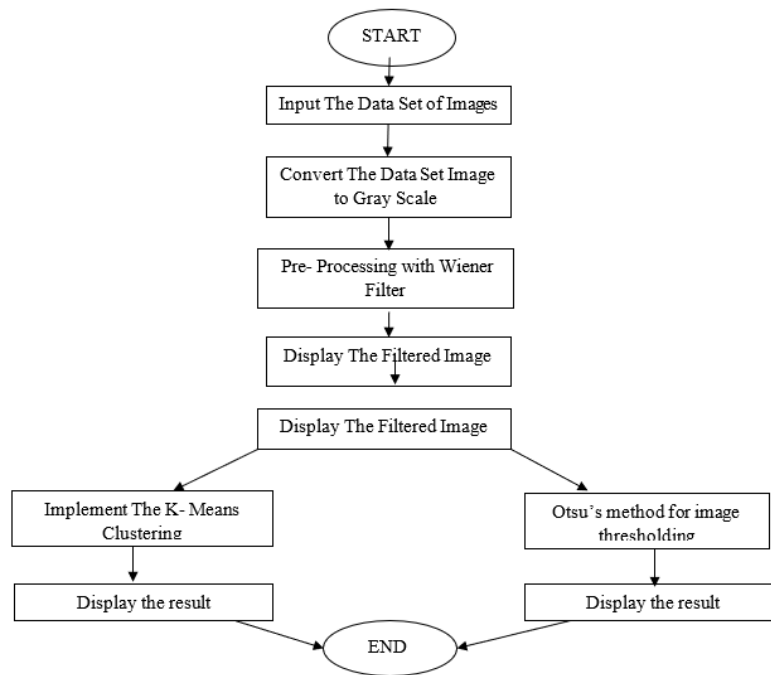 START
Input The Data Set of Images
Convert The Data Set Image
to Gray Scale
Pre- Processing with Wiener
Filter
Display The Filtered Image
Display The Filtered Image
Implement The K- Means
Clustering
Otsu’s method for image
thresholding
Display the result
Display the result
END